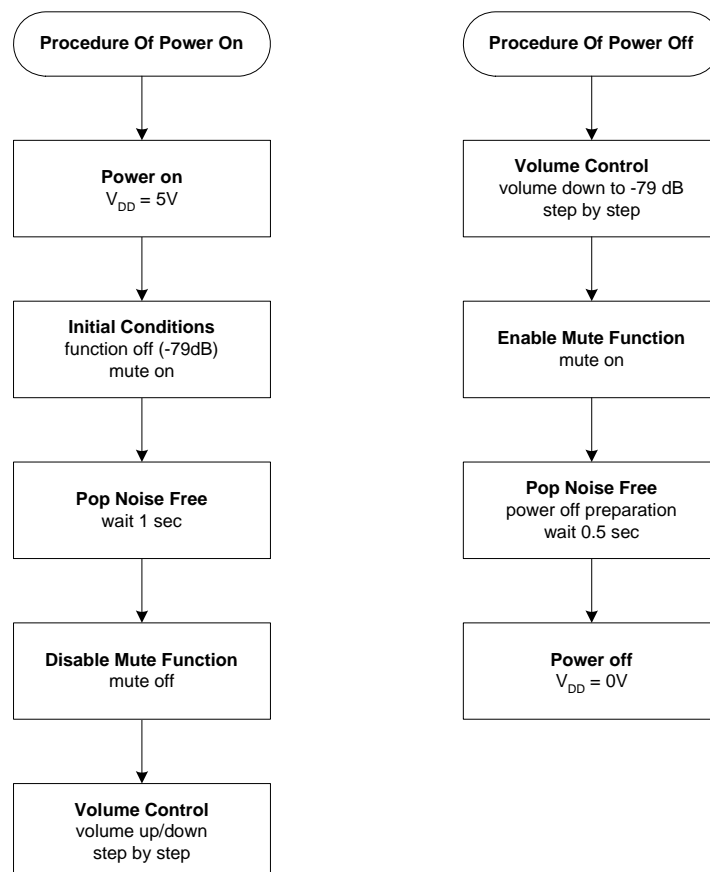 Procedure Of Power On
Power on
V_DD = 5V
Initial Conditions
function off (-79dB)
mute on
Pop Noise Free
wait 1 sec
Disable Mute Function
mute off
Volume Control
volume up/down
step by step
Procedure Of Power Off
Volume Control
volume down to -79 dB
step by step
Enable Mute Function
mute on
Pop Noise Free
power off preparation
wait 0.5 sec
Power off
V_DD = 0V